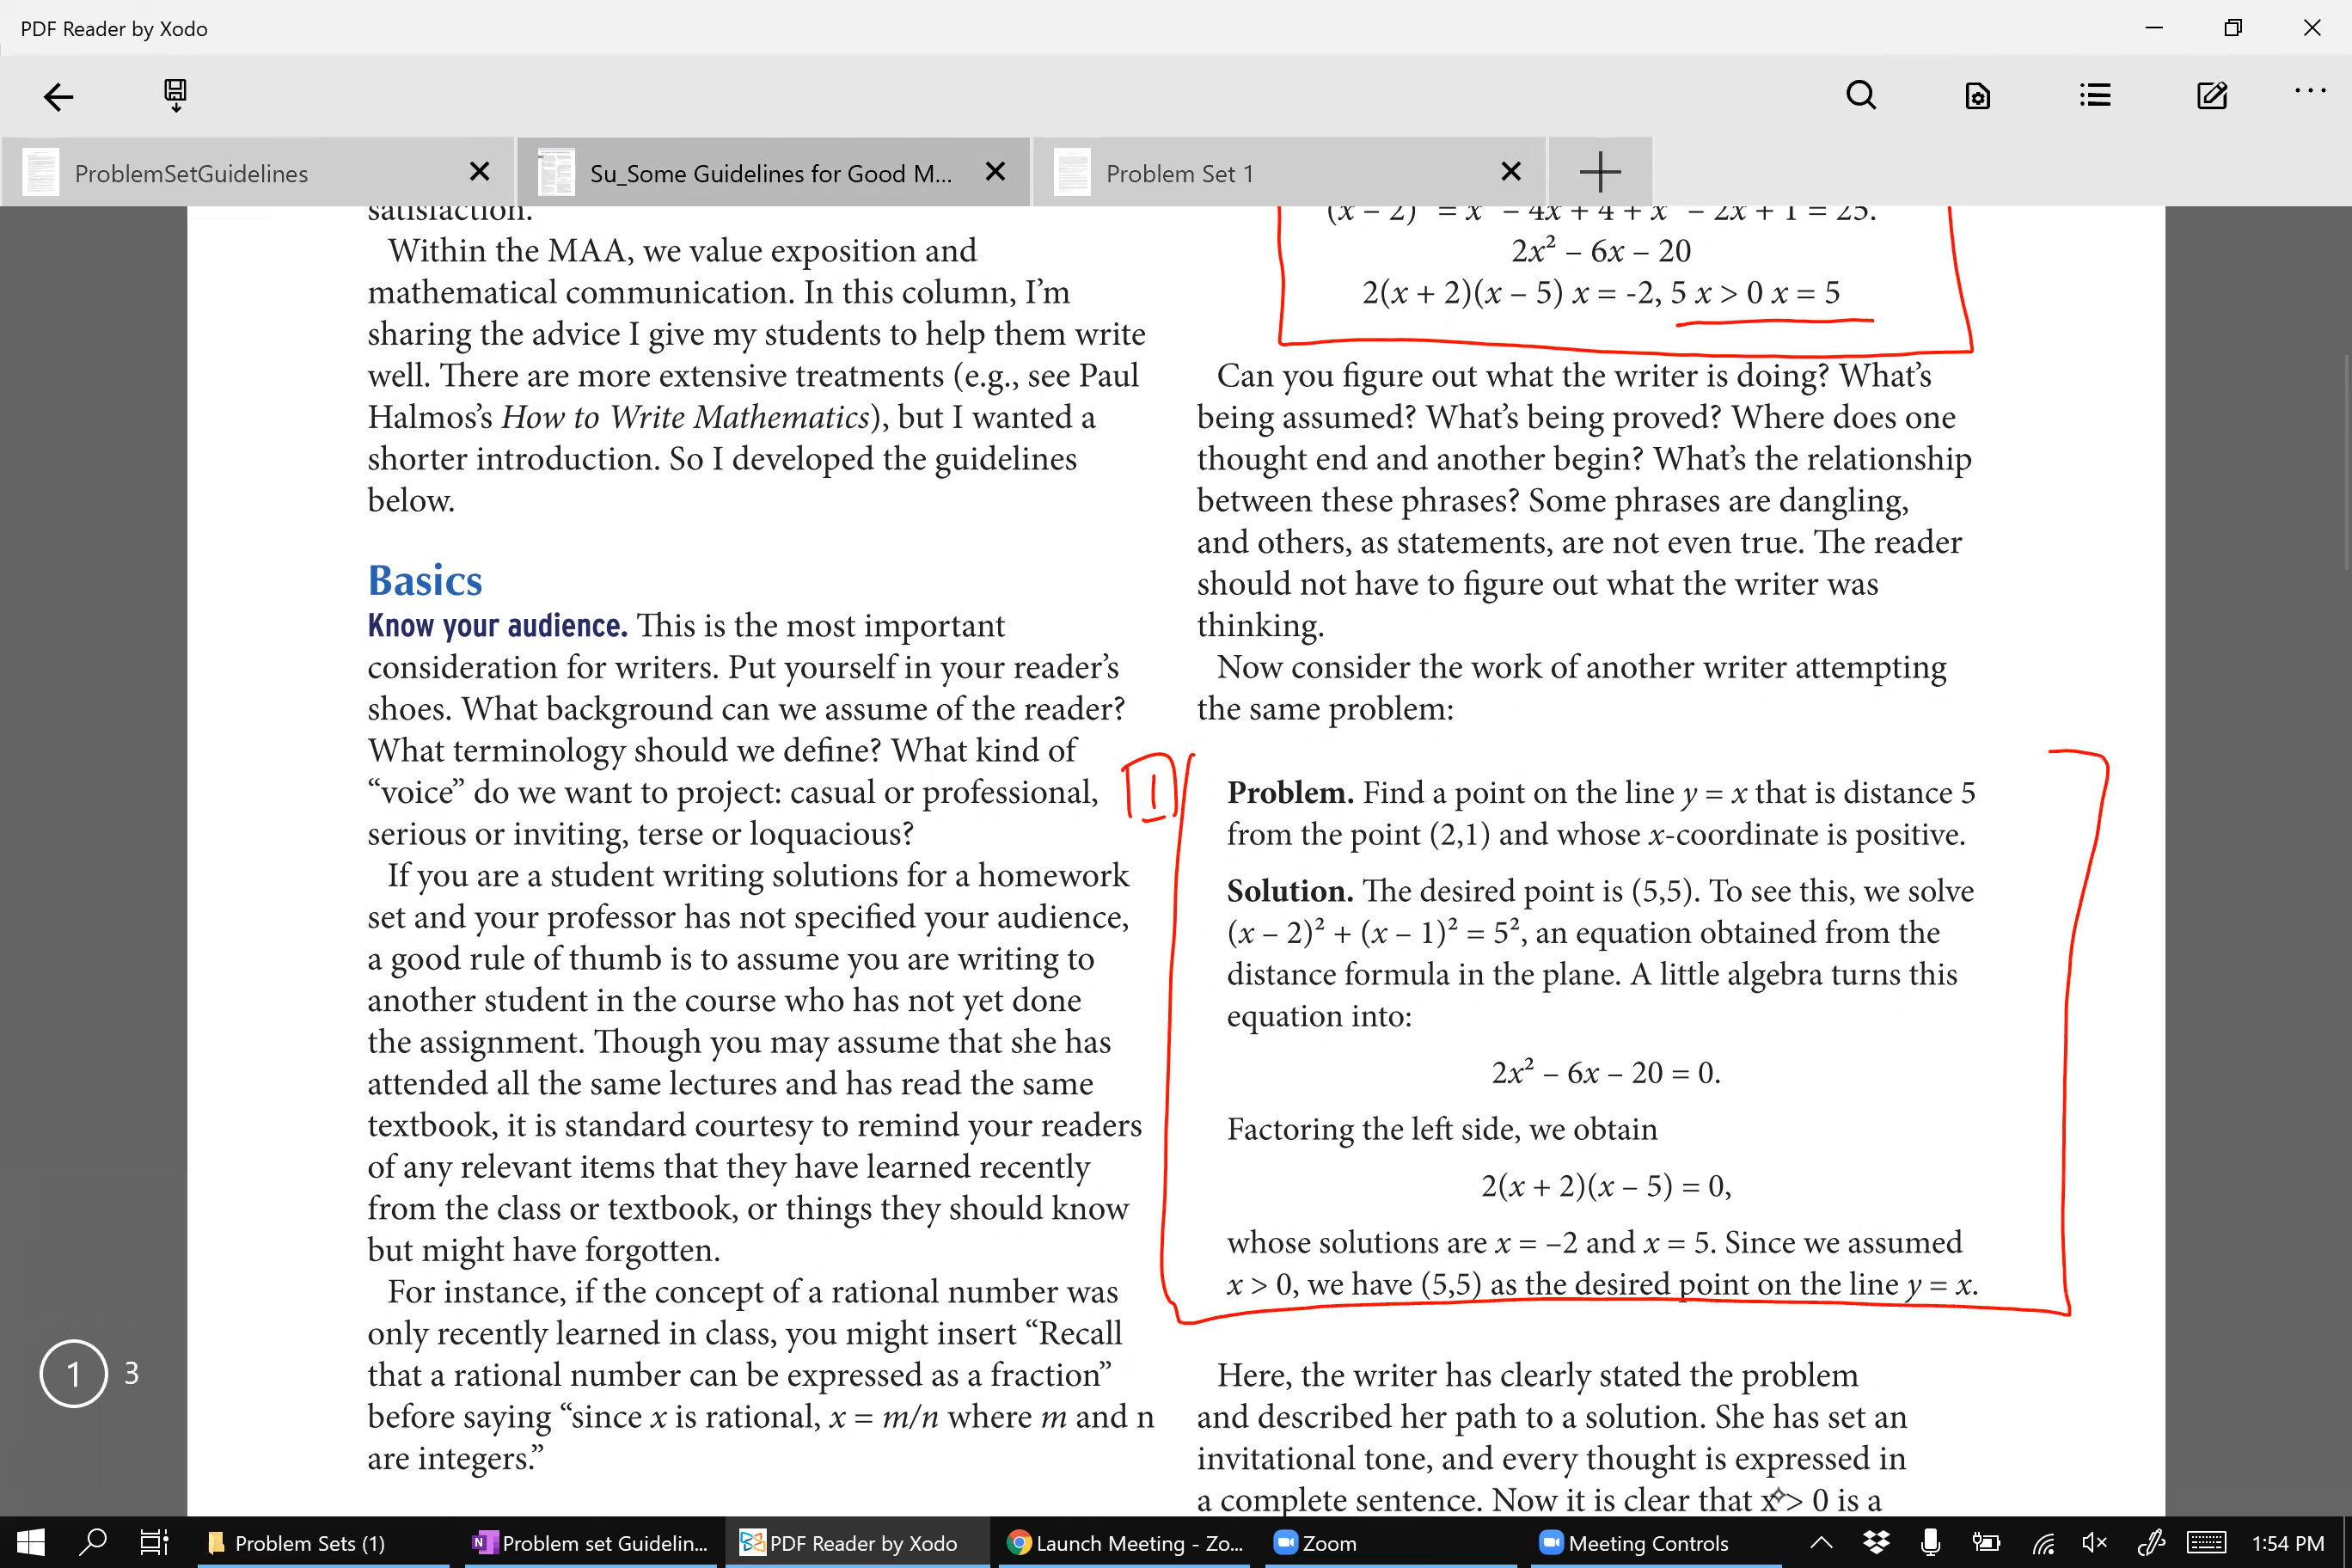 PDF Reader by Xodo
ProblemSetGuidelines
Su_Some Guidelines for Good M...
Problem Set 1
satisfaction.
Within the MAA, we value exposition and
mathematical communication. In this column, I’m
sharing the advice I give my students to help them write
well. There are more extensive treatments (e.g., see Paul
Halmos’s How to Write Mathematics), but I wanted a
shorter introduction. So I developed the guidelines
below.
Basics
Know your audience. This is the most important
consideration for writers. Put yourself in your reader’s
shoes. What background can we assume of the reader?
What terminology should we define? What kind of
“voice” do we want to project: casual or professional,
serious or inviting, terse or loquacious?
If you are a student writing solutions for a homework
set and your professor has not specified your audience,
a good rule of thumb is to assume you are writing to
another student in the course who has not yet done
the assignment. Though you may assume that she has
attended all the same lectures and has read the same
textbook, it is standard courtesy to remind your readers
of any relevant items that they have learned recently
from the class or textbook, or things they should know
but might have forgotten.
For instance, if the concept of a rational number was
only recently learned in class, you might insert “Recall
that a rational number can be expressed as a fraction”
before saying “since x is rational, x = m/n where m and n
are integers.”
(x – 2) = x – 4x + 4 + x – 2x + 1 = 25.
2x² – 6x – 20
2(x + 2)(x – 5) x = -2, 5 x > 0 x = 5
Can you figure out what the writer is doing? What’s
being assumed? What’s being proved? Where does one
thought end and another begin? What’s the relationship
between these phrases? Some phrases are dangling,
and others, as statements, are not even true. The reader
should not have to figure out what the writer was
thinking.
Now consider the work of another writer attempting
the same problem:
1
Problem. Find a point on the line y = x that is distance 5
from the point (2,1) and whose x-coordinate is positive.
Solution. The desired point is (5,5). To see this, we solve
(x – 2)² + (x – 1)² = 5², an equation obtained from the
distance formula in the plane. A little algebra turns this
equation into:
2x² – 6x – 20 = 0.
Factoring the left side, we obtain
2(x + 2)(x – 5) = 0,
whose solutions are x = –2 and x = 5. Since we assumed
x > 0, we have (5,5) as the desired point on the line y = x.
Here, the writer has clearly stated the problem
and described her path to a solution. She has set an
invitational tone, and every thought is expressed in
a complete sentence. Now it is clear that x > 0 is a
1 3
Problem Sets (1)
Problem set Guidelin...
PDF Reader by Xodo
Launch Meeting - Zo...
Zoom
Meeting Controls
1:54 PM